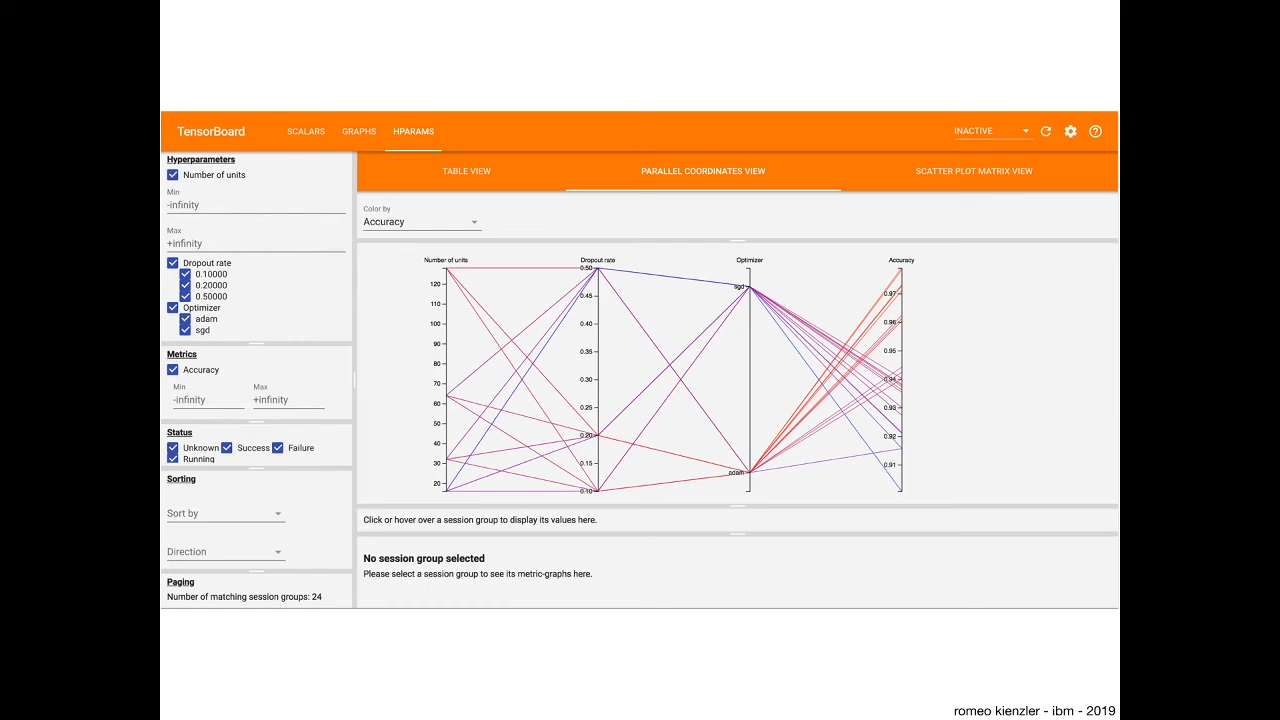 TensorBoard SCALARS GRAPHS HPARAMS INACTIVE
Hyperparameters
Number of units
Min
-infinity
Max
+infinity
Dropout rate
0.10000
0.20000
0.50000
Optimizer
adam
sgd
Metrics
Accuracy
Min Max
-infinity +infinity
Status
Unknown Success Failure
Running
Sorting
Sort by
Direction
Paging
Number of matching session groups: 24
TABLE VIEW PARALLEL COORDINATES VIEW SCATTER PLOT MATRIX VIEW
Color by
Accuracy
Number of units
120
110
100
90
80
70
60
50
40
30
20
Dropout rate
0.50
0.45
0.40
0.35
0.30
0.25
0.20
0.15
0.10
Optimizer
sgd
adam
Accuracy
0.97
0.96
0.95
0.94
0.93
0.92
0.91
Click or hover over a session group to display its values here.
No session group selected
Please select a session group to see its metric-graphs here.
romeo kienzler - ibm - 2019